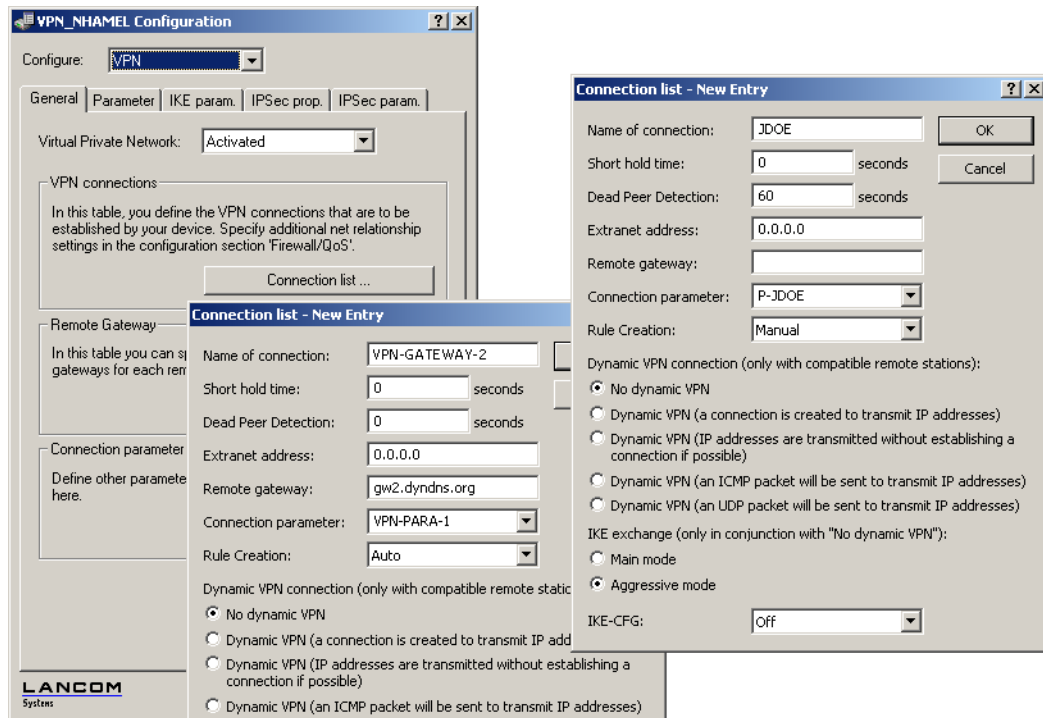 VPN_NHAMEL Configuration
Configure: VPN
General Parameter IKE param. IPSec prop. IPSec param.
Virtual Private Network: Activated
VPN connections
In this table, you define the VPN connections that are to be
established by your device. Specify additional net relationship
settings in the configuration section 'Firewall/QoS'.
Connection list ...
Remote Gateway
In this table you can
gateways for each
Connection parameter
Define other
here.
LANCOM
Systems
Connection list - New Entry
Name of connection: VPN-GATEWAY-2
Short hold time: 0 seconds
Dead Peer Detection: 0 seconds
Extranet address: 0.0.0.0
Remote gateway: gw2.dyndns.org
Connection parameter: VPN-PARA-1
Rule Creation: Auto
Dynamic VPN connection (only with compatible remote
No dynamic VPN
Dynamic VPN (a connection is created to transmit IP
Dynamic VPN (IP addresses are transmitted without establishing a
connection if possible)
Dynamic VPN (an ICMP packet will be sent to transmit IP addresses)
Connection list - New Entry
Name of connection: JDOE
OK
Short hold time: 0 seconds
Cancel
Dead Peer Detection: 60 seconds
Extranet address: 0.0.0.0
Remote gateway:
Connection parameter: P-JDOE
Rule Creation: Manual
Dynamic VPN connection (only with compatible remote stations):
No dynamic VPN
Dynamic VPN (a connection is created to transmit IP addresses)
Dynamic VPN (IP addresses are transmitted without establishing a
connection if possible)
Dynamic VPN (an ICMP packet will be sent to transmit IP addresses)
Dynamic VPN (an UDP packet will be sent to transmit IP addresses)
IKE exchange (only in conjunction with "No dynamic VPN"):
Main mode
Aggressive mode
IKE-CFG: Off